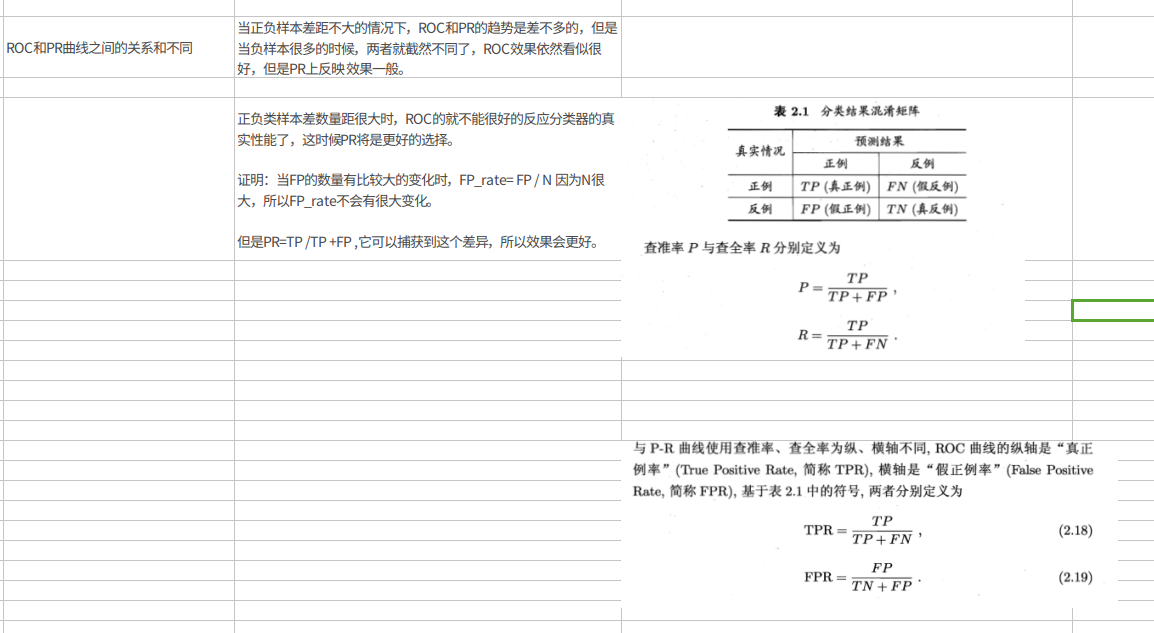 ROC和PR曲线之间的关系和不同
当正负样本差距不大的情况下，ROC和PR的趋势是差不多的，但是
当负样本很多的时候，两者就截然不同了，ROC效果依然看似很
好，但是PR上反映效果一般。
正负类样本差数量距很大时，ROC的就不能很好的反应分类器的真
实性能了，这时候PR将是更好的选择。
证明：当FP的数量有比较大的变化时，FP_rate= FP / N 因为N很
大，所以FP_rate不会有很大变化。
但是PR=TP /TP +FP ,它可以捕获到这个差异，所以效果会更好。
表 2.1 分类结果混淆矩阵
真实情况 预测结果
正例 反例
正例 TP (真正例) FN (假反例)
反例 FP (假正例) TN (真反例)
查准率 P 与查全率 R 分别定义为
P = TP / (TP + FP) ,
R = TP / (TP + FN) .
与 P-R 曲线使用查准率、查全率为纵、横轴不同, ROC 曲线的纵轴是 “真正
例率” (True Positive Rate, 简称 TPR), 横轴是 “假正例率” (False Positive
Rate, 简称 FPR), 基于表 2.1 中的符号, 两者分别定义为
TPR = TP / (TP + FN) , (2.18)
FPR = FP / (TN + FP) . (2.19)